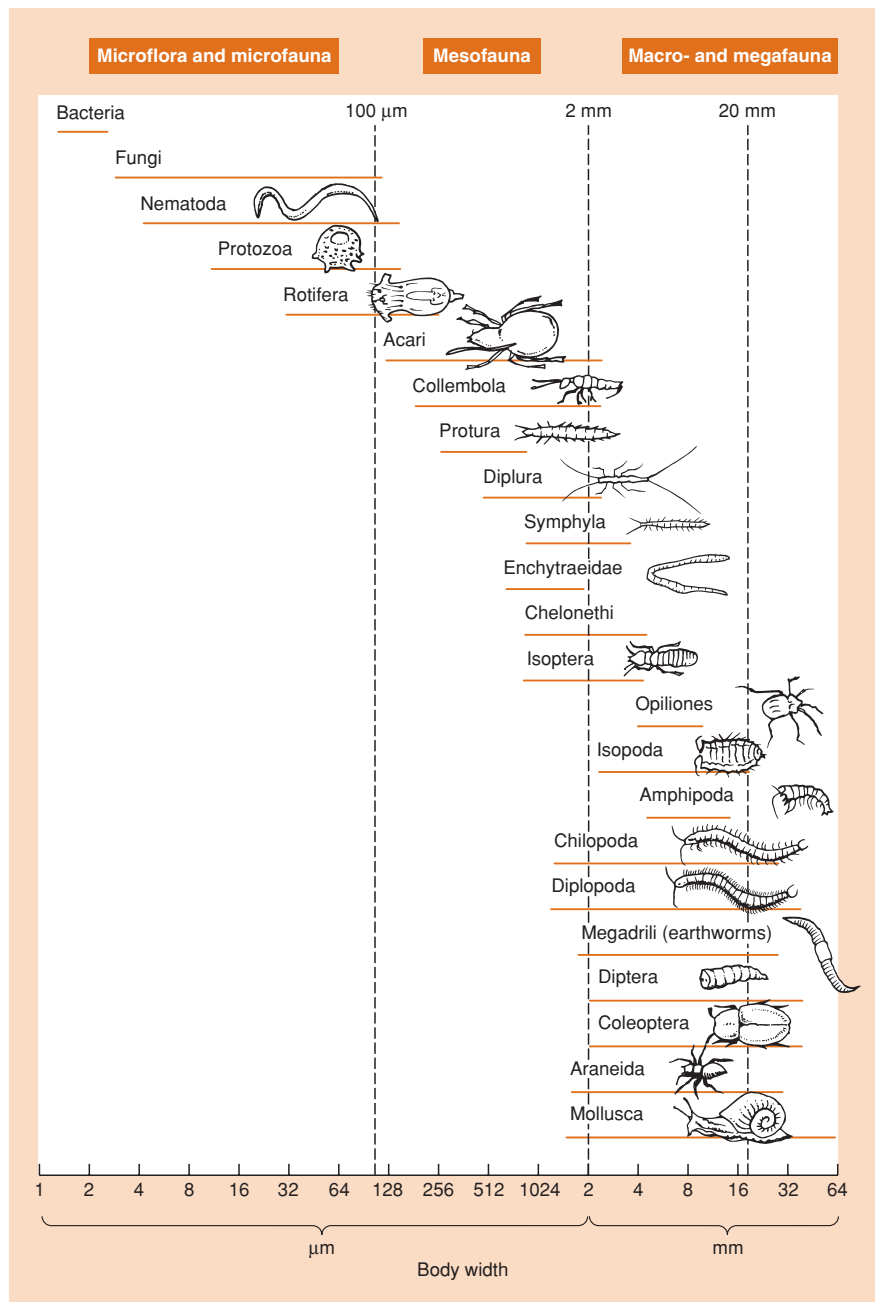 Microflora and microfauna
Mesofauna
Macro- and megafauna
100 µm
2 mm
20 mm
Bacteria
Fungi
Nematoda
Protozoa
Rotifera
Acari
Collembola
Protura
Diplura
Symphyla
Enchytraeidae
Chelonethi
Isoptera
Opiliones
Isopoda
Amphipoda
Chilopoda
Diplopoda
Megadrili (earthworms)
Diptera
Coleoptera
Araneida
Mollusca
1 2 4 8 16 32 64 128 256 512 1024 2 4 8 16 32 64
µm mm
Body width